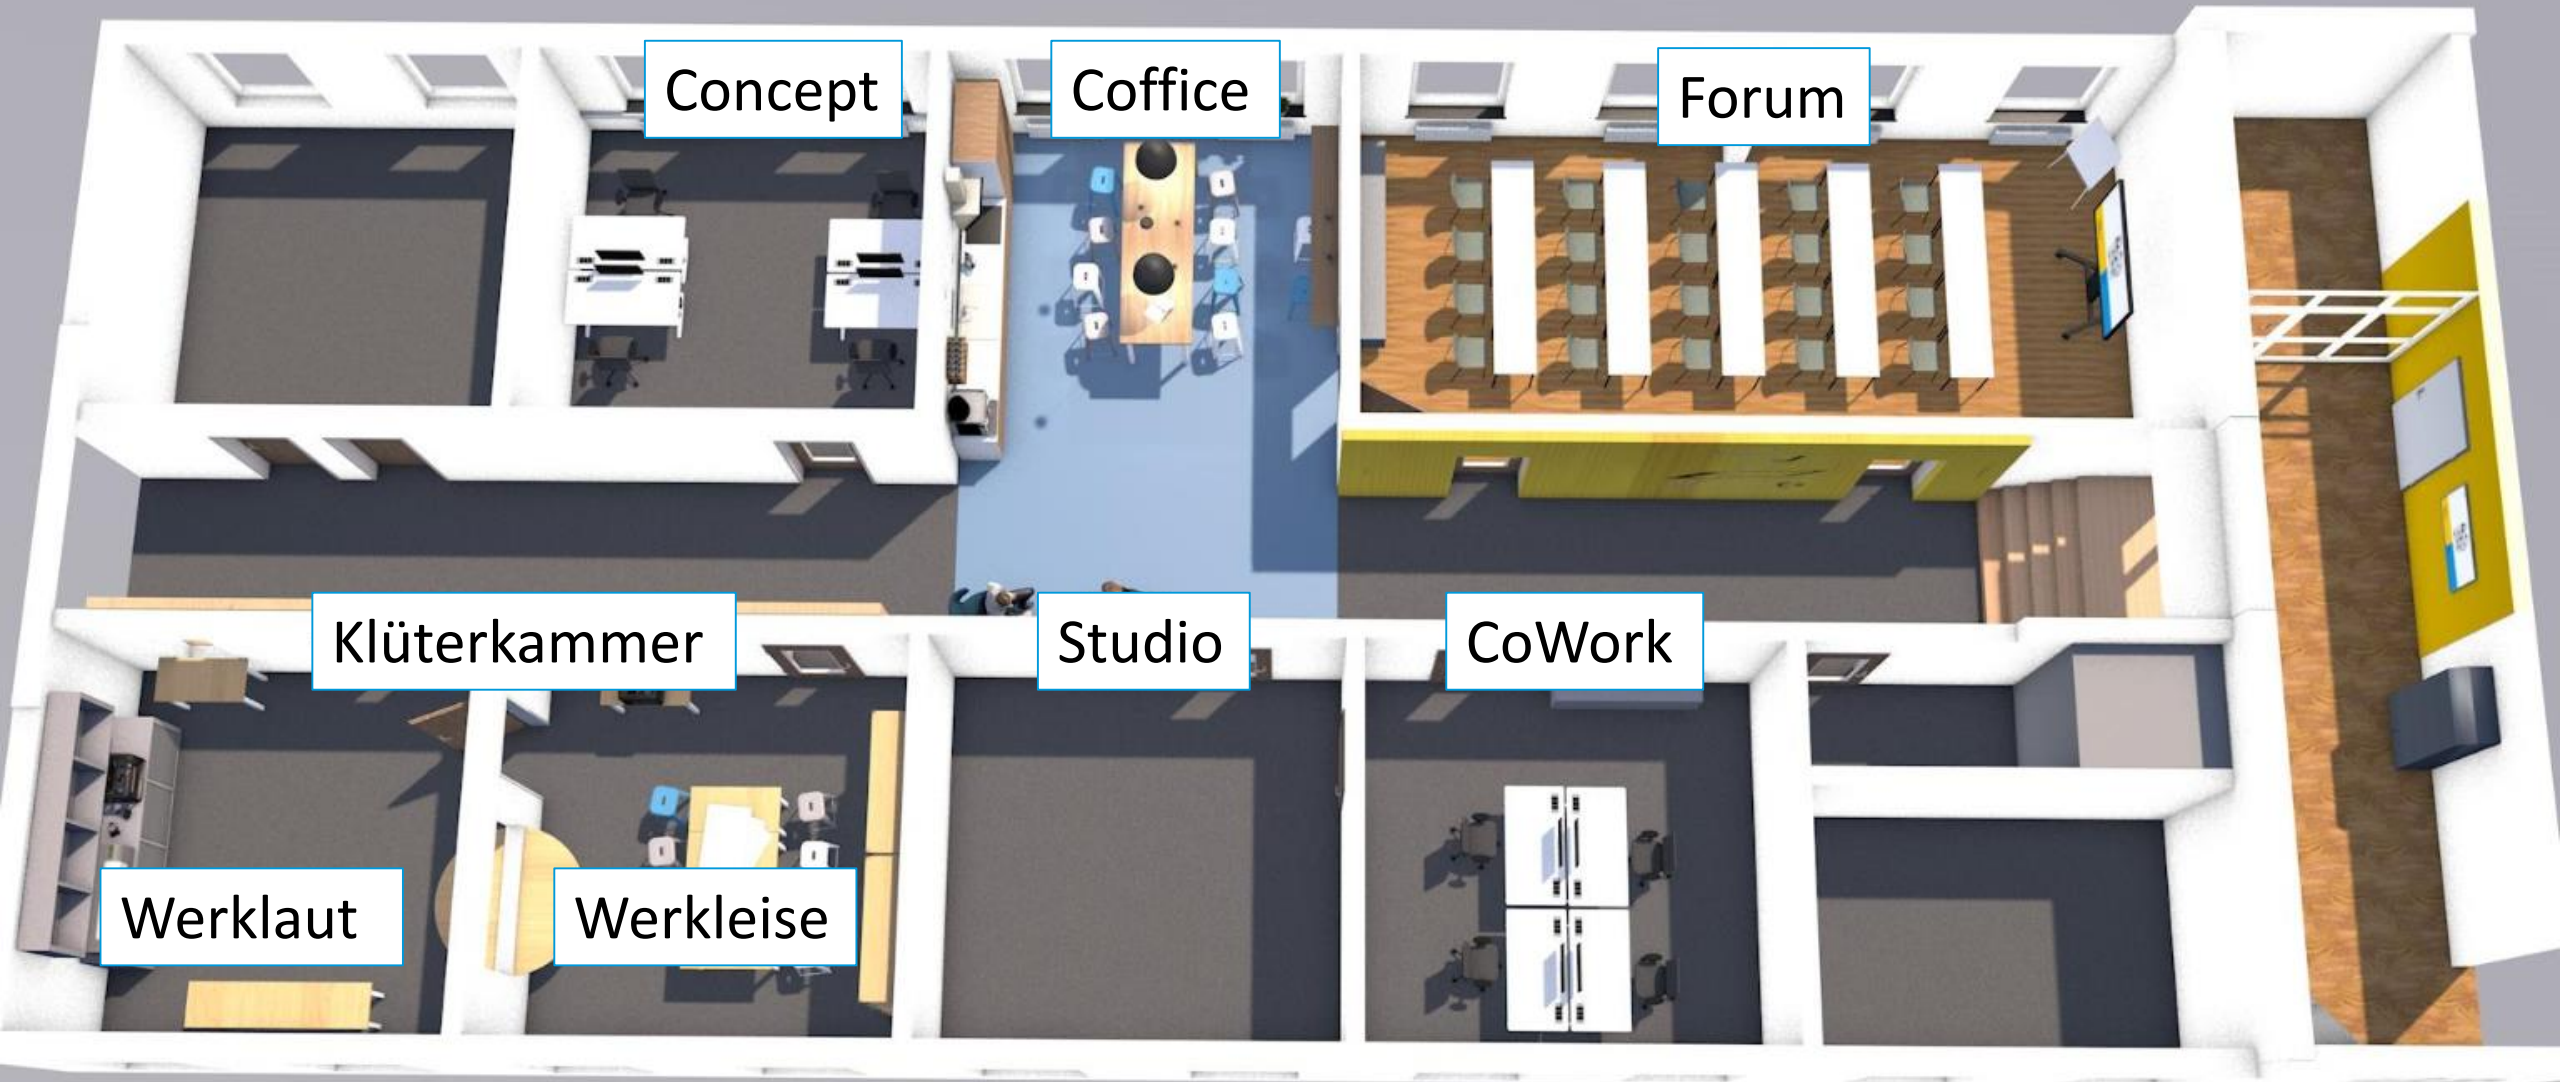 Concept
Coffice
Forum
Klüterkammer
Studio
CoWork
Werklaut
Werkleise